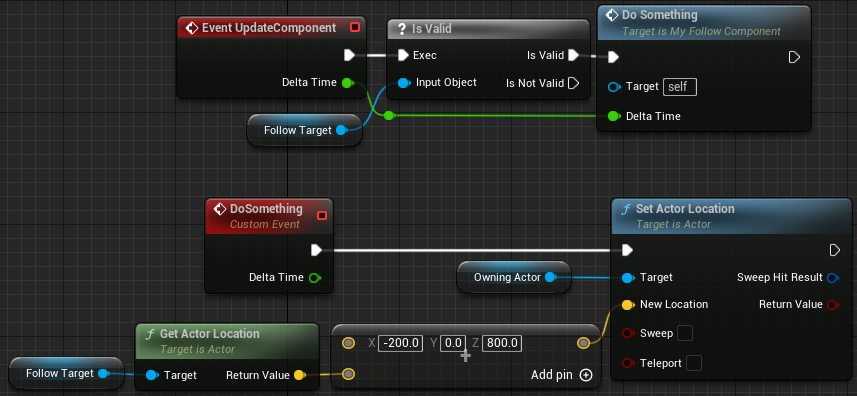 Event UpdateComponent
Delta Time
? Is Valid
Exec
Is Valid
Input Object
Is Not Valid
Do Something
Target is My Follow Component
Target self
Delta Time
Follow Target
DoSomething
Custom Event
Delta Time
Owning Actor
f Set Actor Location
Target is Actor
Target
Sweep Hit Result
New Location
Return Value
Sweep
Teleport
f Get Actor Location
Target is Actor
Follow Target
Target
Return Value
X -200.0 Y 0.0 Z 800.0
+
Add pin